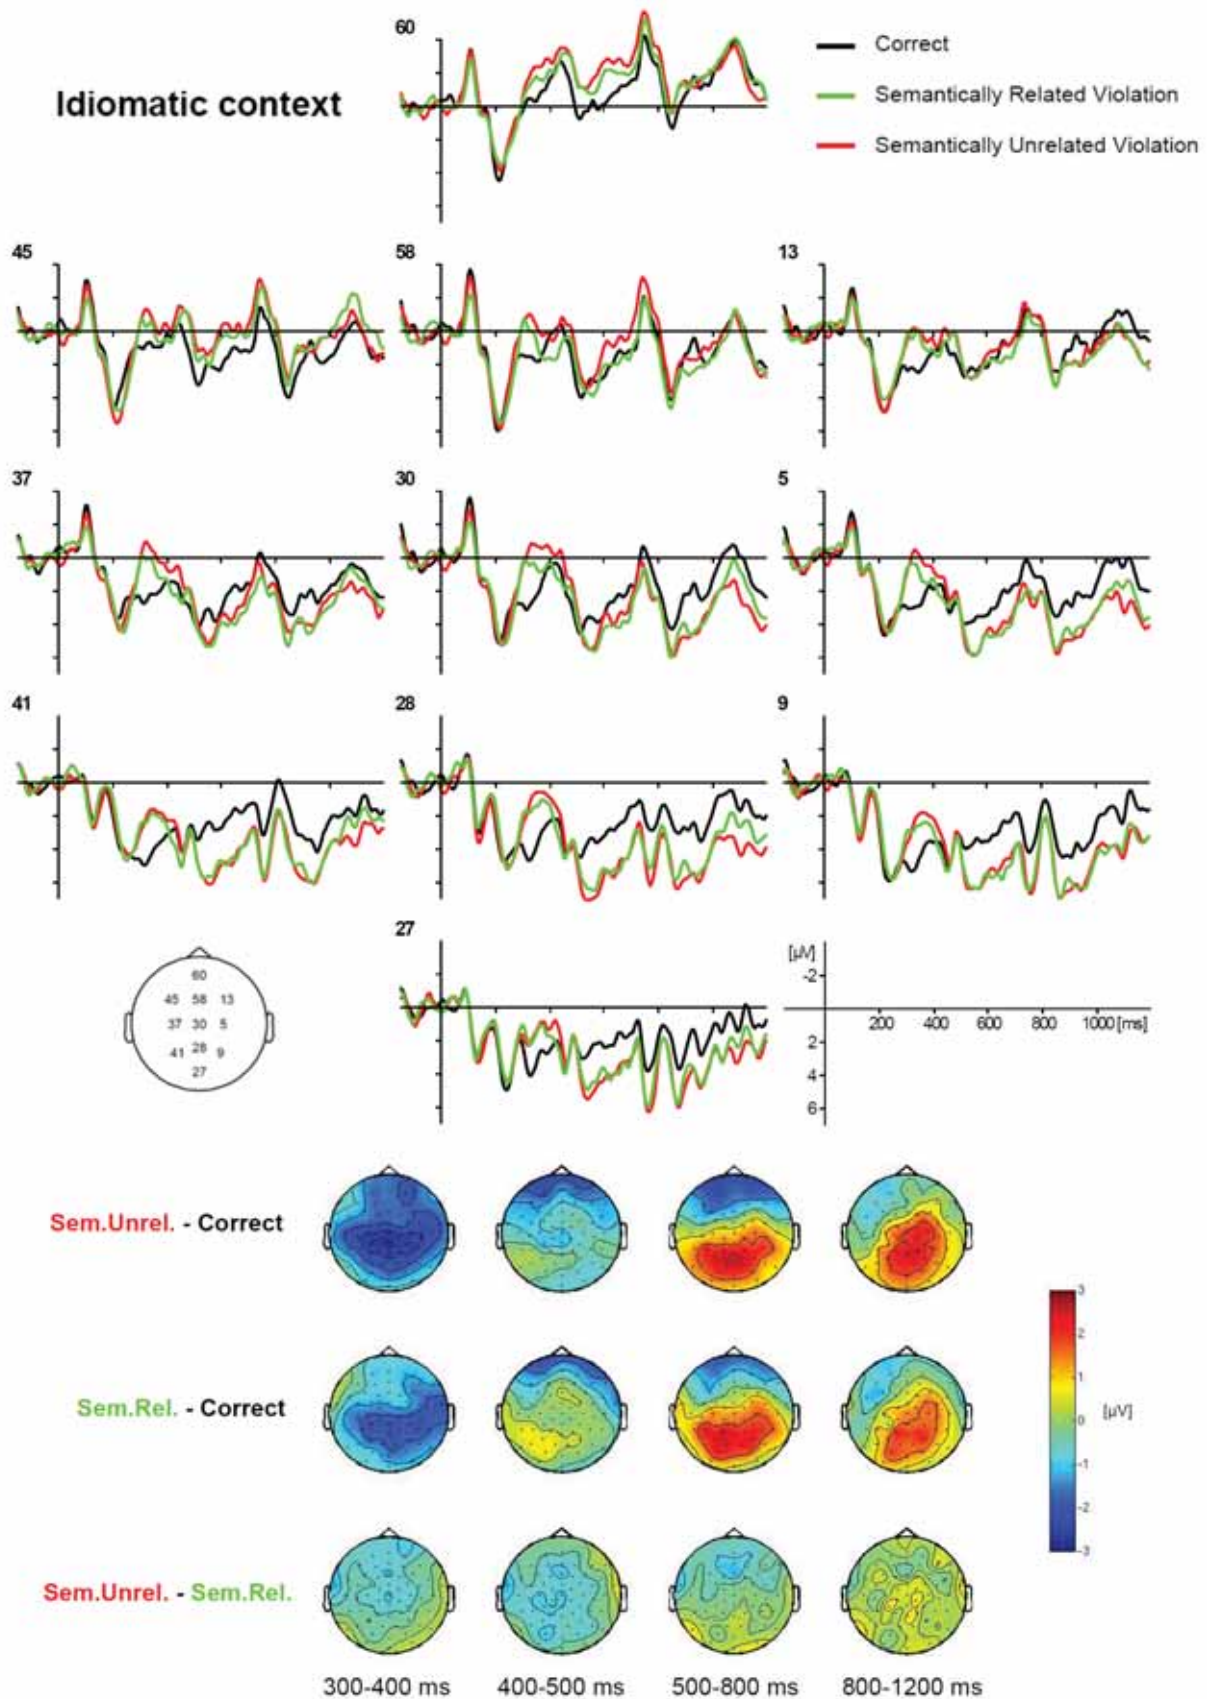 60
Correct
Idiomatic context
Semantically Related Violation
Semantically Unrelated Violation
45 58 13
37 30 5
41 28 9
27
[µV]
-2
200 400 600 800 1000 [ms]
2
4
6
60
45 58 13
37 30 5
41 28 9
27
Sem.Unrel. - Correct
Sem.Rel. - Correct
3
2
1
0 [µV]
-1
-2
-3
Sem.Unrel. - Sem.Rel.
300-400 ms 400-500 ms 500-800 ms 800-1200 ms